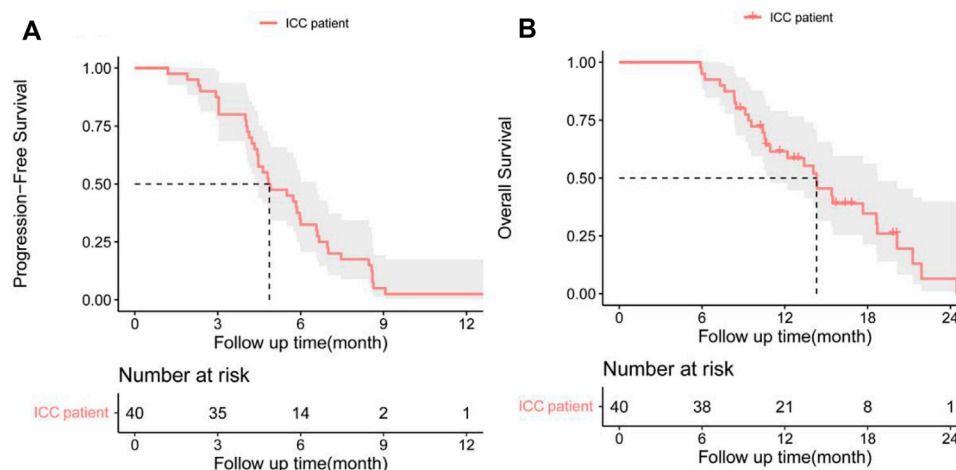 A
ICC patient
Progression-Free Survival
1.00
0.75
0.50
0.25
0.00
0 3 6 9 12
Follow up time(month)
Number at risk
ICC patient 40 35 14 2 1
0 3 6 9 12
Follow up time(month)
B
ICC patient
Overall Survival
1.00
0.75
0.50
0.25
0.00
0 6 12 18 24
Follow up time(month)
Number at risk
ICC patient 40 38 21 8 1
0 6 12 18 24
Follow up time(month)